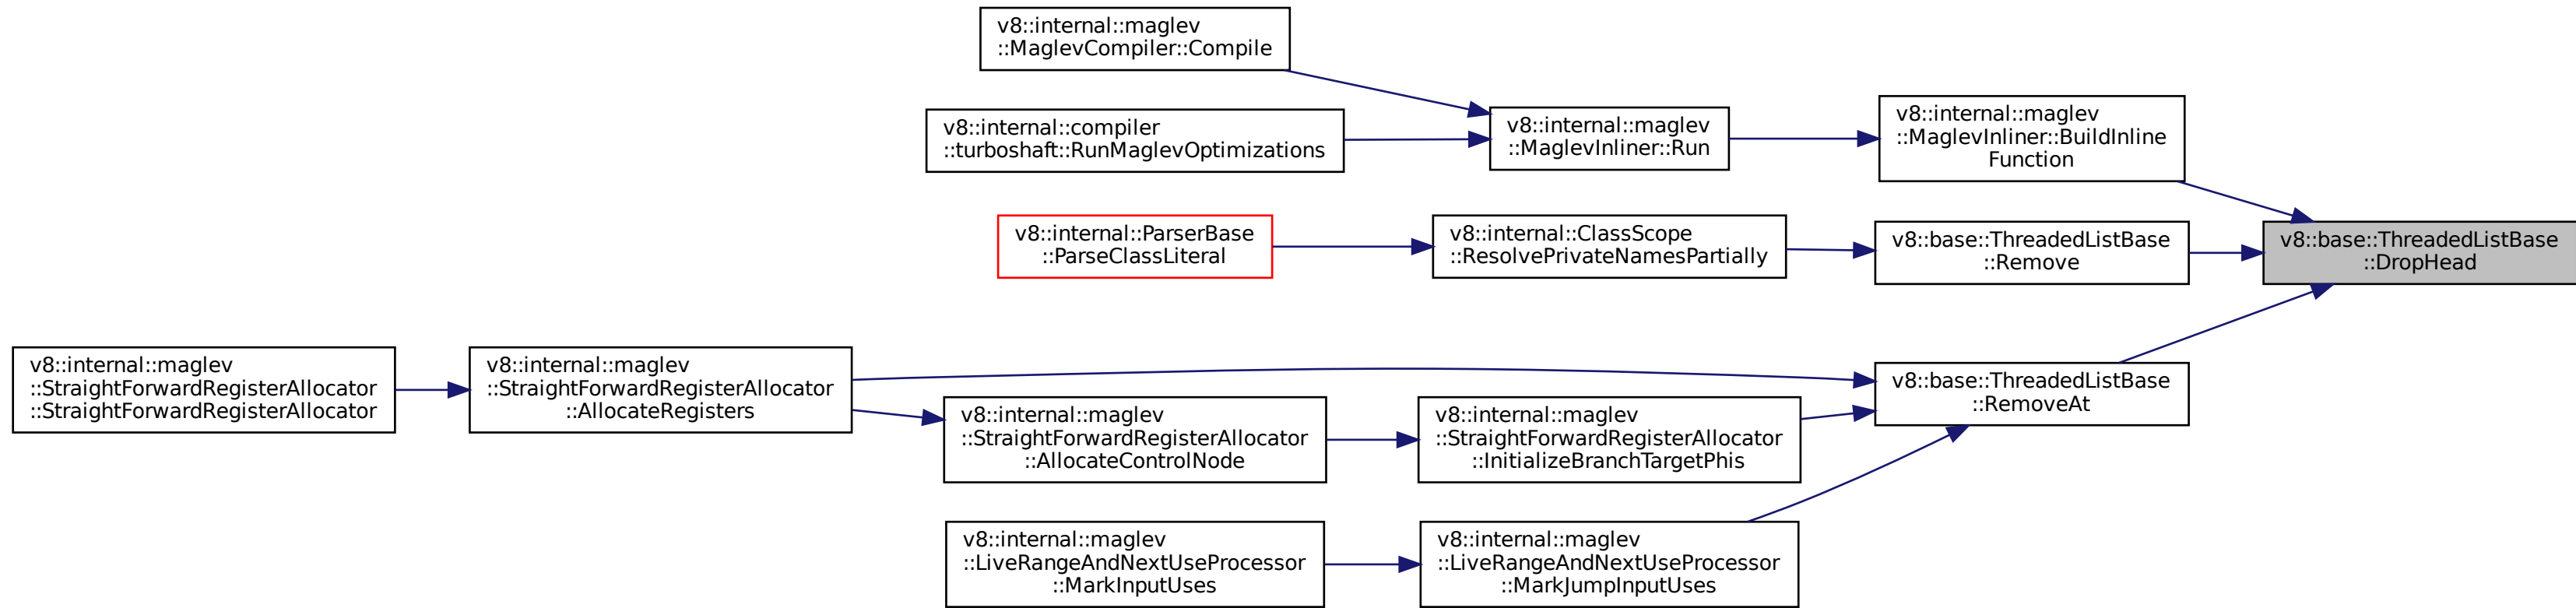 v8::internal::maglev
::MaglevCompiler::Compile
v8::internal::compiler
::turboshaft::RunMaglevOptimizations
v8::internal::maglev
::MaglevInliner::Run
v8::internal::maglev
::MaglevInliner::BuildInline
Function
v8::internal::ParserBase
::ParseClassLiteral
v8::internal::ClassScope
::ResolvePrivateNamesPartially
v8::base::ThreadedListBase
::Remove
v8::base::ThreadedListBase
::DropHead
v8::internal::maglev
::StraightForwardRegisterAllocator
::StraightForwardRegisterAllocator
v8::internal::maglev
::StraightForwardRegisterAllocator
::AllocateRegisters
v8::internal::maglev
::StraightForwardRegisterAllocator
::AllocateControlNode
v8::internal::maglev
::StraightForwardRegisterAllocator
::InitializeBranchTargetPhis
v8::base::ThreadedListBase
::RemoveAt
v8::internal::maglev
::LiveRangeAndNextUseProcessor
::MarkInputUses
v8::internal::maglev
::LiveRangeAndNextUseProcessor
::MarkJumpInputUses